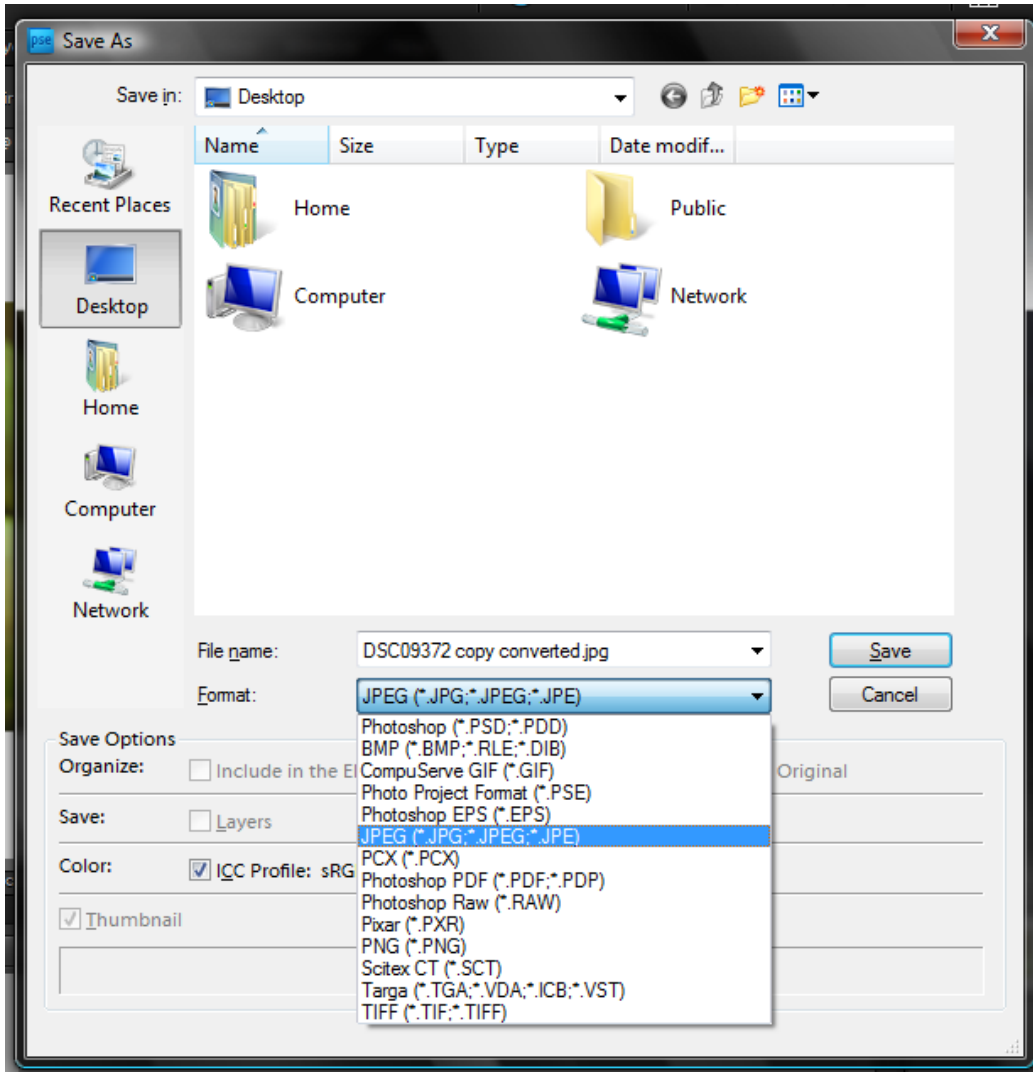 pse Save As
Save in: Desktop
Name Size Type Date modif...
Recent Places
Desktop
Home
Computer
Network
Home Public
Computer Network
File name: DSC09372 copy converted.jpg Save
Format: JPEG (*.JPG;*.JPEG;*.JPE) Cancel
Photoshop (*.PSD;*.PDD)
BMP (*.BMP;*.RLE;*.DIB)
CompuServe GIF (*.GIF)
Photo Project Format (*.PSE)
Photoshop EPS (*.EPS)
JPEG (*.JPG;*.JPEG;*.JPE)
PCX (*.PCX)
Photoshop PDF (*.PDF;*.PDP)
Photoshop Raw (*.RAW)
Pixar (*.PXR)
PNG (*.PNG)
Scitex CT (*.SCT)
Targa (*.TGA;*.VDA;*.ICB;*.VST)
TIFF (*.TIF;*.TIFF)
Save Options
Organize: Include in the Original
Save: Layers
Color: ICC Profile:
Thumbnail